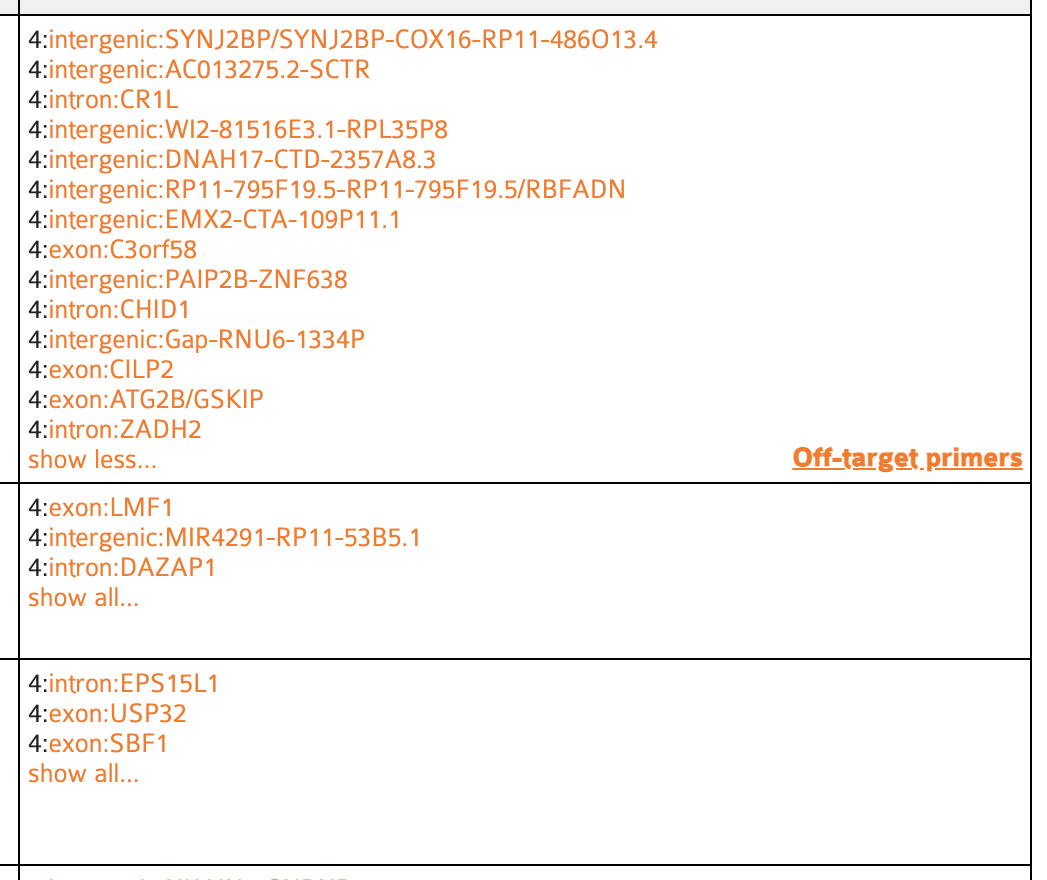 4:intergenic:SYNJ2BP/SYNJ2BP-COX16-RP11-486O13.4
4:intergenic:AC013275.2-SCTR
4:intron:CR1L
4:intergenic:WI2-81516E3.1-RPL35P8
4:intergenic:DNAH17-CTD-2357A8.3
4:intergenic:RP11-795F19.5-RP11-795F19.5/RBFADN
4:intergenic:EMX2-CTA-109P11.1
4:exon:C3orf58
4:intergenic:PAIP2B-ZNF638
4:intron:CHID1
4:intergenic:Gap-RNU6-1334P
4:exon:CILP2
4:exon:ATG2B/GSKIP
4:intron:ZADH2
show less...
Off-target primers
4:exon:LMF1
4:intergenic:MIR4291-RP11-53B5.1
4:intron:DAZAP1
show all...
4:intron:EPS15L1
4:exon:USP32
4:exon:SBF1
show all...